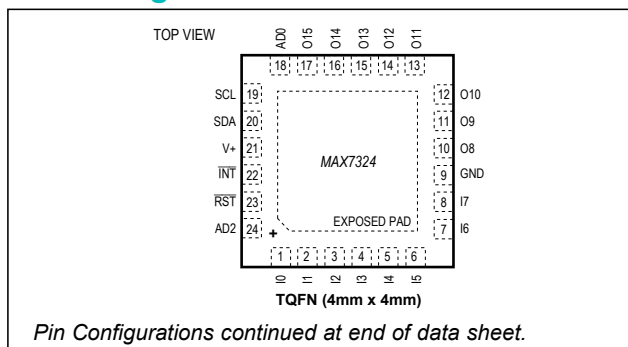 TOP VIEW
AD0 O15 O14 O13 O12 O11
18 17 16 15 14 13
SCL 19 12 O10
SDA 20 11 O9
V+ 21 10 O8
INT 22 MAX7324 9 GND
RST 23 8 I7
AD2 24 EXPOSED PAD 7 I6
+
1 2 3 4 5 6
I0 I1 I2 I3 I4 I5
TQFN (4mm x 4mm)
Pin Configurations continued at end of data sheet.